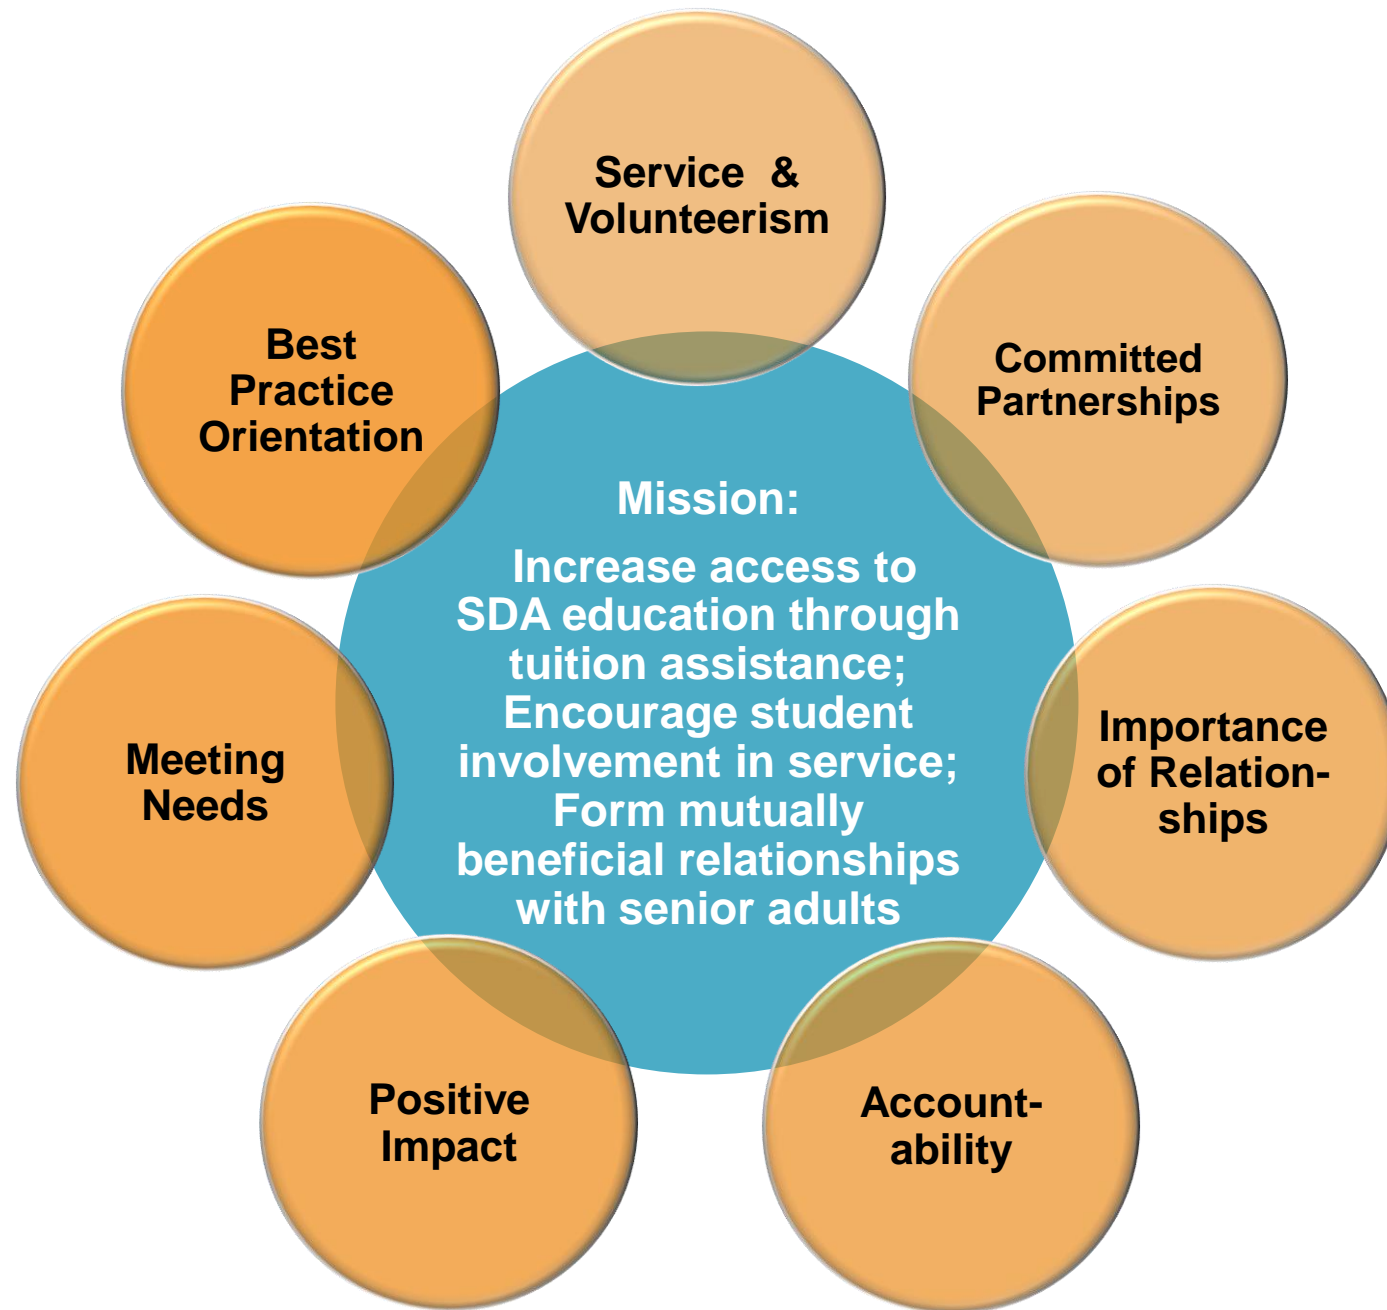 Service &
Volunteerism
Committed
Partnerships
Best
Practice
Orientation
Mission:
Increase access to
SDA education through
tuition assistance;
Encourage student
involvement in service;
Form mutually
beneficial relationships
with senior adults
Importance
of Relation-
ships
Meeting
Needs
Positive
Impact
Account-
ability